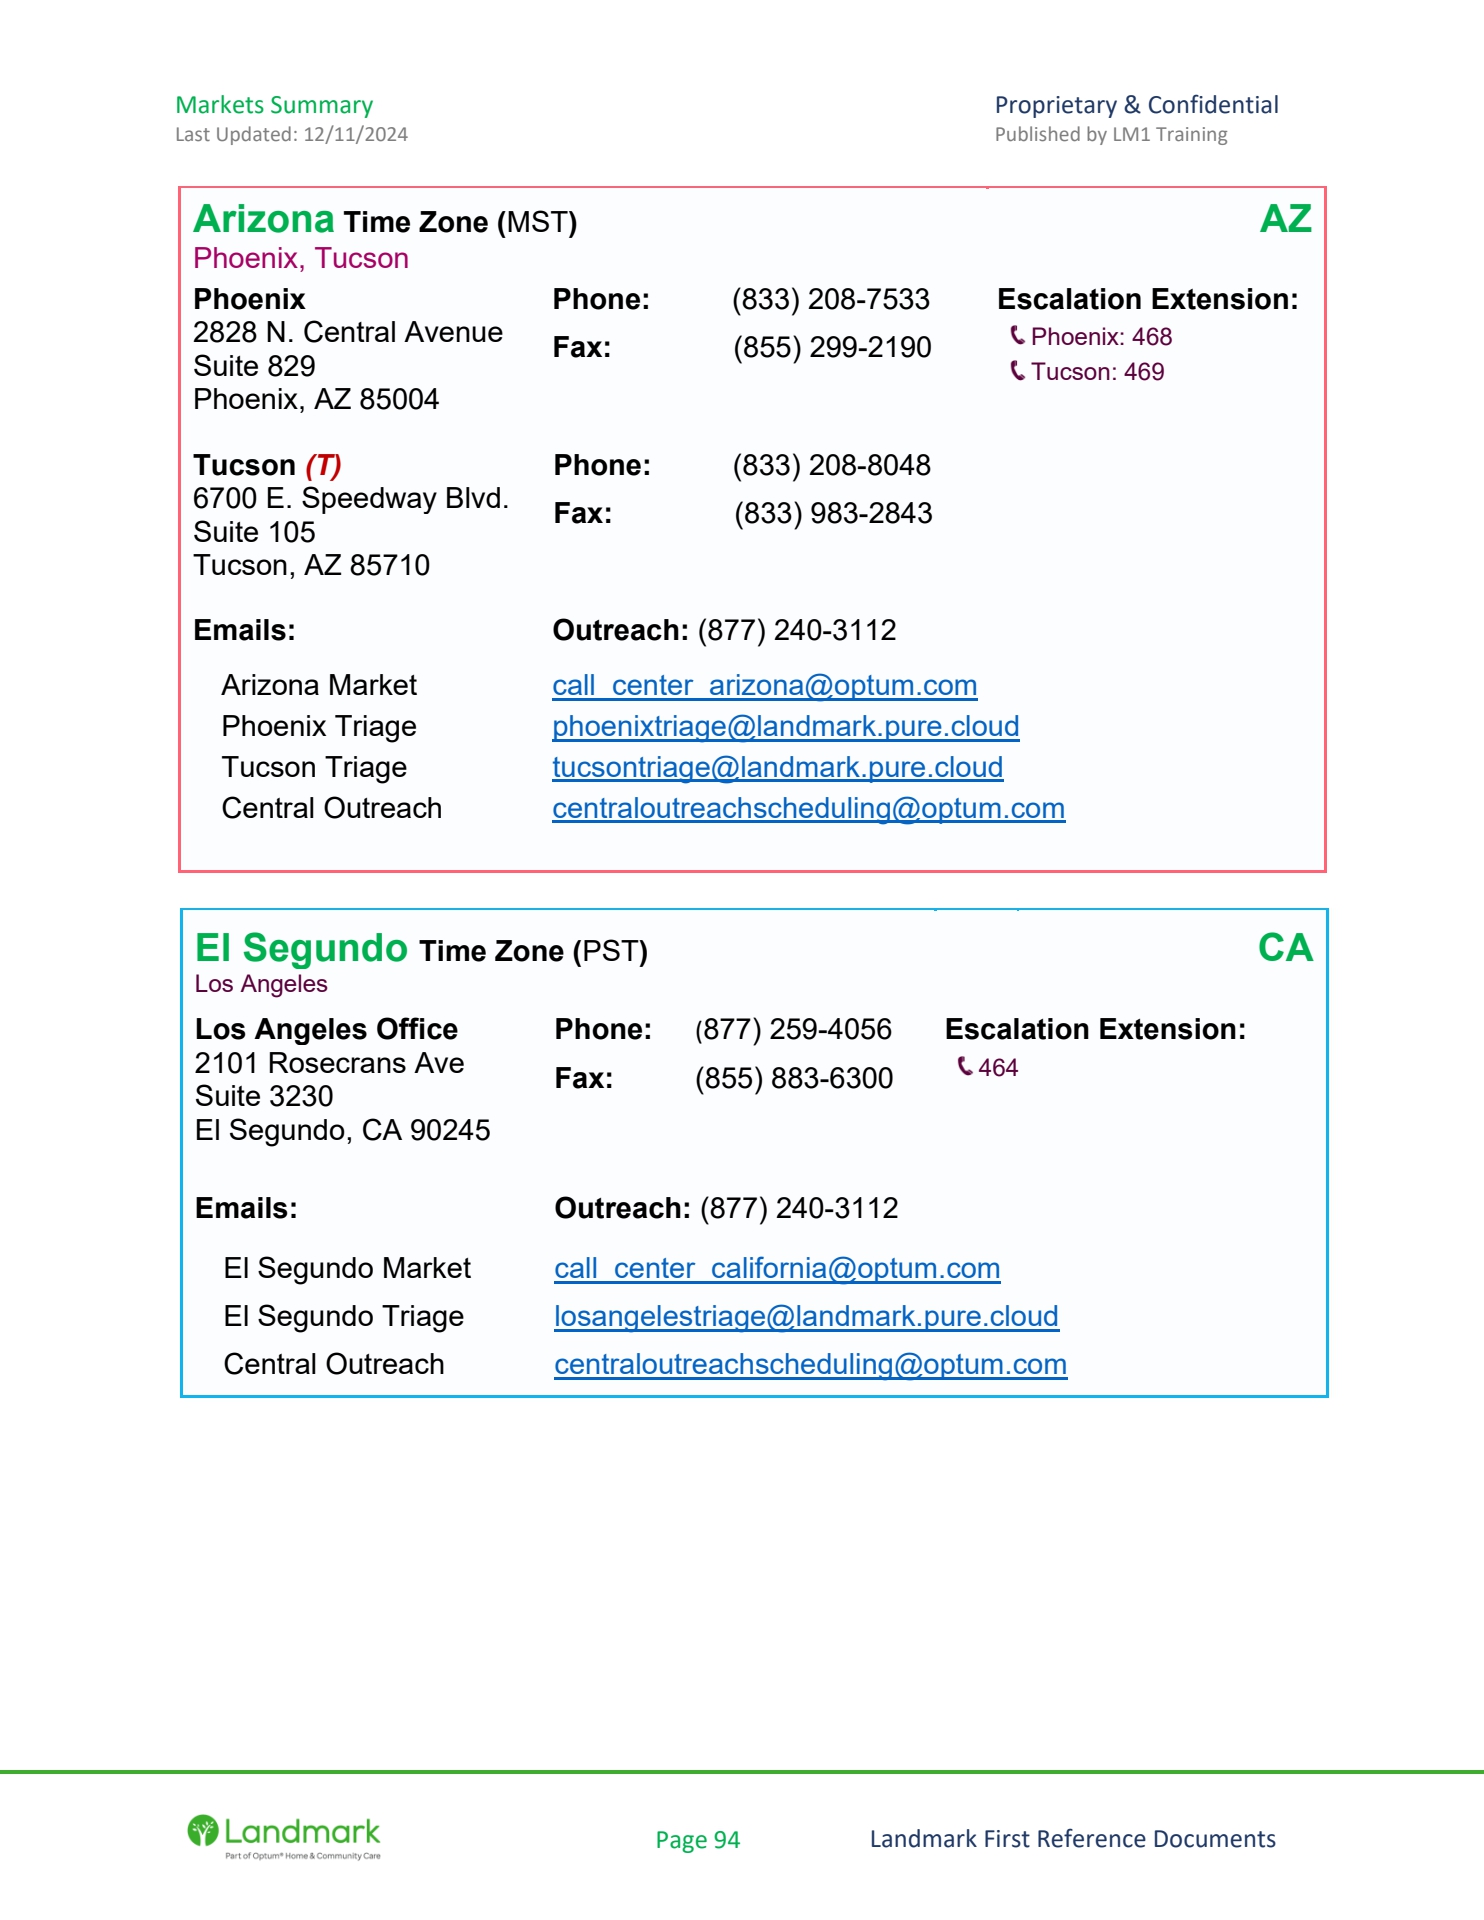 Markets Summary
Proprietary & Confidential
Last Updated: 12/11/2024
Published by LM1 Training
Arizona Time Zone (MST)
AZ
Phoenix, Tucson
Phoenix
Phone: (833) 208-7533
Escalation Extension:
2828 N. Central Avenue
Fax: (855) 299-2190
Phoenix: 468
Suite 829
Tucson: 469
Phoenix, AZ 85004
Tucson (T)
Phone: (833) 208-8048
6700 E. Speedway Blvd.
Fax: (833) 983-2843
Suite 105
Tucson, AZ 85710
Emails:
Outreach: (877) 240-3112
Arizona Market call_center_arizona@optum.com
Phoenix Triage phoenixtriage@landmark.pure.cloud
Tucson Triage tucsontriage@landmark.pure.cloud
Central Outreach centraloutreachscheduling@optum.com
El Segundo Time Zone (PST)
CA
Los Angeles
Los Angeles Office
Phone: (877) 259-4056
Escalation Extension:
2101 Rosecrans Ave
Fax: (855) 883-6300
464
Suite 3230
El Segundo, CA 90245
Emails:
Outreach: (877) 240-3112
El Segundo Market call_center_california@optum.com
El Segundo Triage losangelestriage@landmark.pure.cloud
Central Outreach centraloutreachscheduling@optum.com
Landmark
Part of Optum® Home & Community Care
Page 94
Landmark First Reference Documents